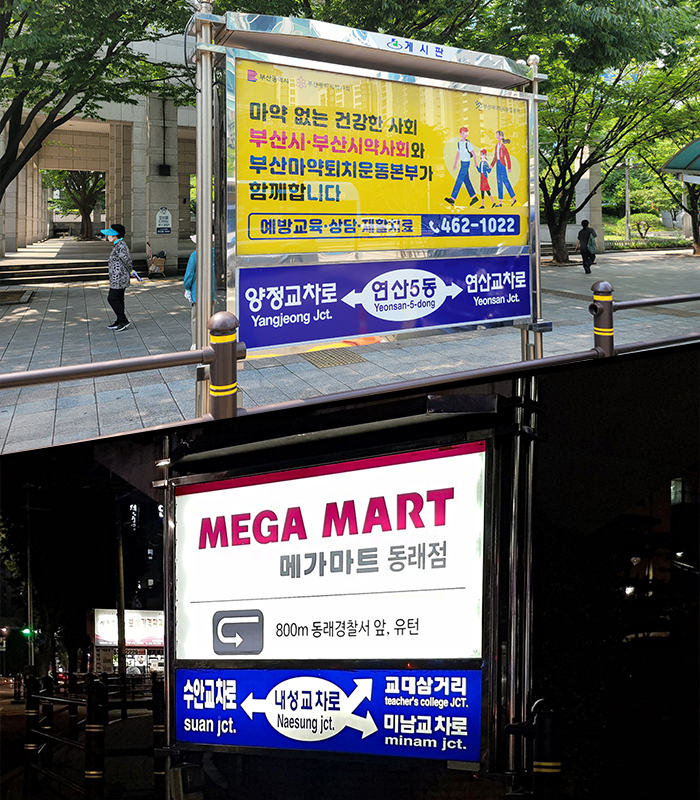 게시판
부산광역시
마약 없는 건강한 사회
부산시·부산시약사회와
부산마약퇴치운동본부가
함께합니다
예방교육·상담·재활치료 462-1022
양정교차로 연산5동 연산교차로
Yangjeong Jct. Yeonsan-5-dong Yeonsan Jct.
MEGA MART
메가마트 동래점
800m 동래경찰서 앞, 유턴
수안교차로
suan jct.
내성교차로
Naesung jct.
교대삼거리
teacher's college JCT.
미남교차로
minam jct.